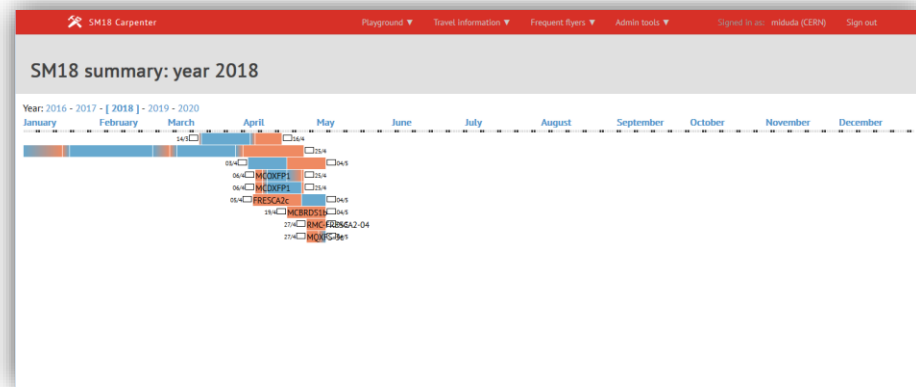 SM18 Carpenter Playground ▼ Travel Information ▼ Frequent flyers ▼ Admin tools ▼ Signed in as: miduda (CERN) Sign out
SM18 summary: year 2018
Year: 2016 - 2017 - [ 2018 ] - 2019 - 2020
January February March April May June July August September October November December
14/3 16/4
25/4
03/4 04/5
06/4 MCOXFP1 25/4
06/4 MCDXFP1 25/4
05/4 FRESCA2c 04/5
19/4 MCBRDS1b 04/5
27/4 RMC-FRESCA2-04
27/4